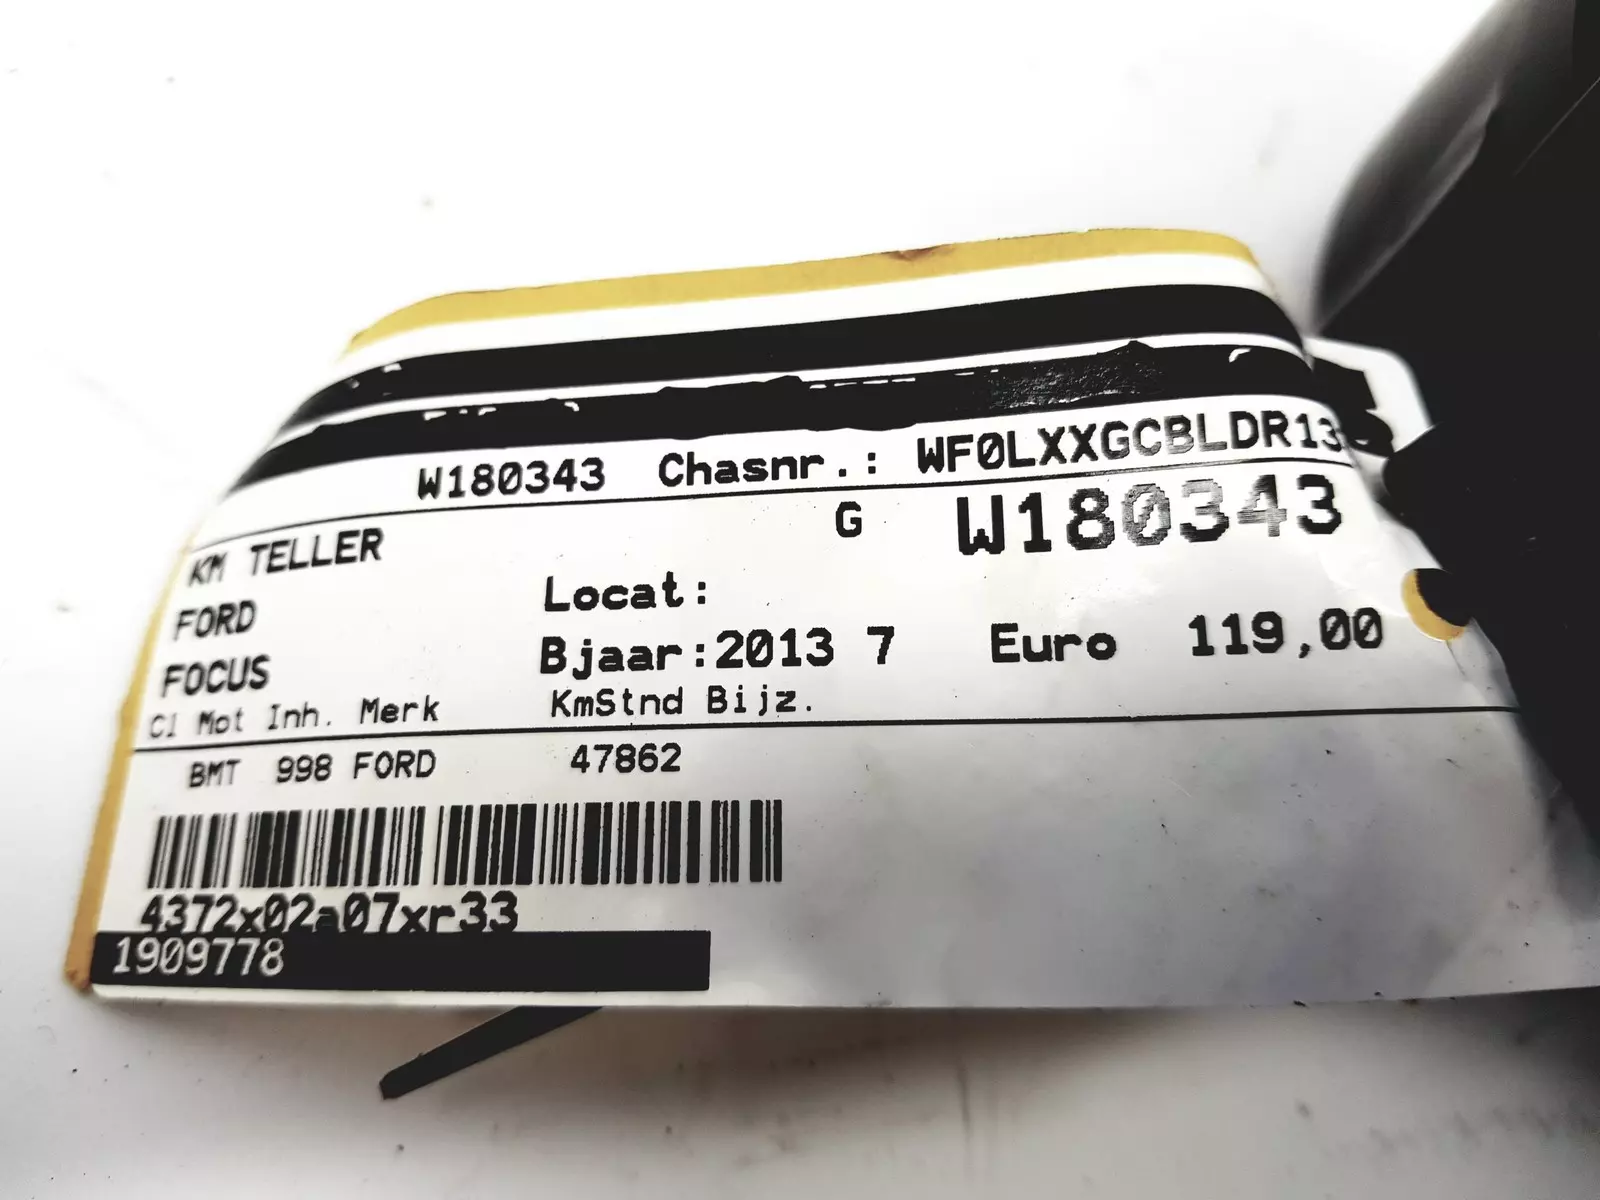 W180343 Chasnr.: WF0LXXGCBLDR13
KM TELLER G W180343
FORD Locat:
FOCUS Bjaar:2013 7 Euro 119,00
Cl Mot Inh. Merk KmStnd Bijz.
BMT 998 FORD 47862
4372x02a07xr33
1909778